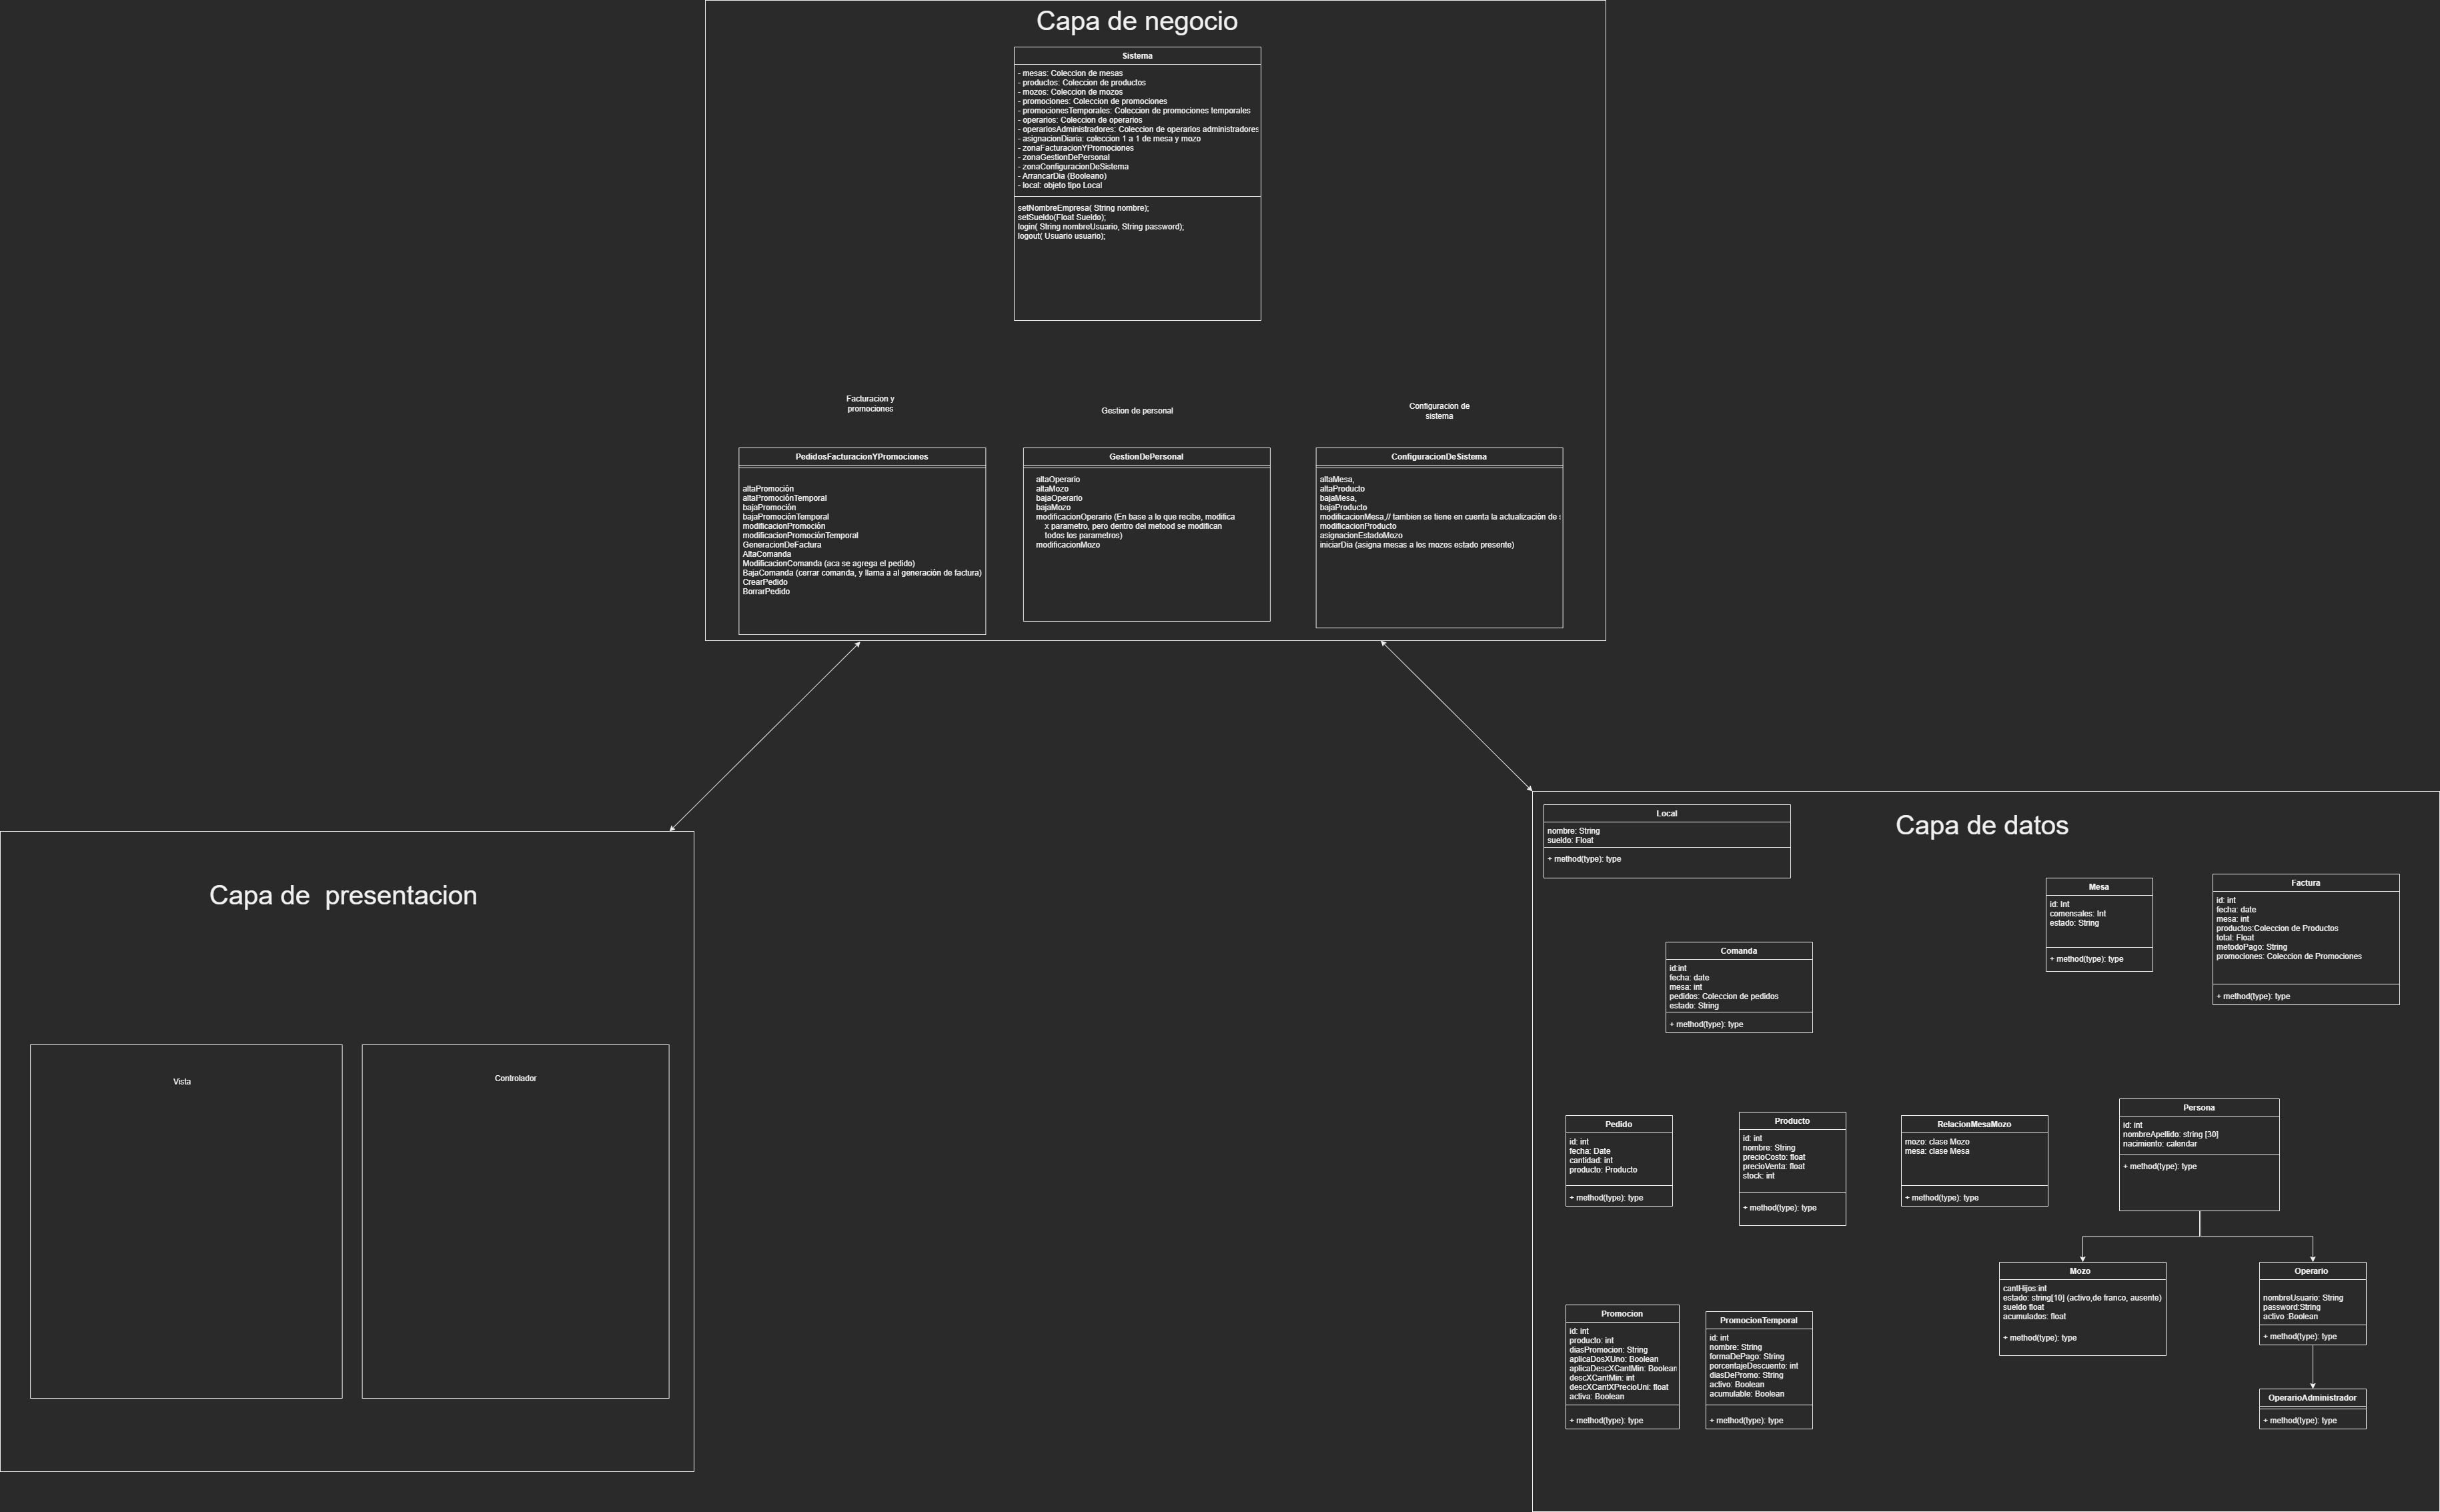 Capa de negocio
Sistema
- mesas: Coleccion de mesas
- productos: Coleccion de productos
- mozos: Coleccion de mozos
- promociones: Coleccion de promociones
- promocionesTemporales: Coleccion de promociones temporales
- operarios: Coleccion de operarios
- operariosAdministradores: Coleccion de operarios administradores
- asignacionDiaria: coleccion 1 a 1 de mesa y mozo
- zonaFacturacionYPromociones
- zonaGestionDePersonal
- zonaConfiguracionDeSistema
- ArrancarDia (Booleano)
- local: objeto tipo Local
setNombreEmpresa( String nombre);
setSueldo(Float Sueldo);
login( String nombreUsuario, String password);
logout( Usuario usuario);
Facturacion y
promociones
Gestion de personal
Configuracion de
sistema
PedidosFacturacionYPromociones
altaPromoción
altaPromociónTemporal
bajaPromoción
bajaPromociónTemporal
modificacionPromoción
modificacionPromociónTemporal
GeneracionDeFactura
AltaComanda
ModificacionComanda (aca se agrega el pedido)
BajaComanda (cerrar comanda, y llama a al generación de factura)
CrearPedido
BorrarPedido
GestionDePersonal
altaOperario
altaMozo
bajaOperario
bajaMozo
modificacionOperario (En base a lo que recibe, modifica
x parametro, pero dentro del metood se modifican
todos los parametros)
modificacionMozo
ConfiguracionDeSistema
altaMesa,
altaProducto
bajaMesa,
bajaProducto
modificacionMesa,// tambien se tiene en cuenta la actualización de s
modificacionProducto
asignacionEstadoMozo
iniciarDia (asigna mesas a los mozos estado presente)
Capa de  presentacion
Vista
Controlador
Capa de datos
Local
nombre: String
sueldo: Float
+ method(type): type
Mesa
id: Int
comensales: Int
estado: String
+ method(type): type
Factura
id: int
fecha: date
mesa: int
productos:Coleccion de Productos
total: Float
metodoPago: String
promociones: Coleccion de Promociones
+ method(type): type
Comanda
id:int
fecha: date
mesa: int
pedidos: Coleccion de pedidos
estado: String
+ method(type): type
Pedido
id: int
fecha: Date
cantidad: int
producto: Producto
+ method(type): type
Producto
id: int
nombre: String
precioCosto: float
precioVenta: float
stock: int
+ method(type): type
RelacionMesaMozo
mozo: clase Mozo
mesa: clase Mesa
+ method(type): type
Persona
id: int
nombreApellido: string [30]
nacimiento: calendar
+ method(type): type
Mozo
cantHijos:int
estado: string[10] (activo,de franco, ausente)
sueldo float
acumulados: float
+ method(type): type
Operario
nombreUsuario: String
password:String
activo :Boolean
+ method(type): type
Promocion
id: int
producto: int
diasPromocion: String
aplicaDosXUno: Boolean
aplicaDescXCantMin: Boolean
descXCantMin: int
descXCantXPrecioUni: float
activa: Boolean
+ method(type): type
PromocionTemporal
id: int
nombre: String
formaDePago: String
porcentajeDescuento: int
diasDePromo: String
activo: Boolean
acumulable: Boolean
+ method(type): type
OperarioAdministrador
+ method(type): type